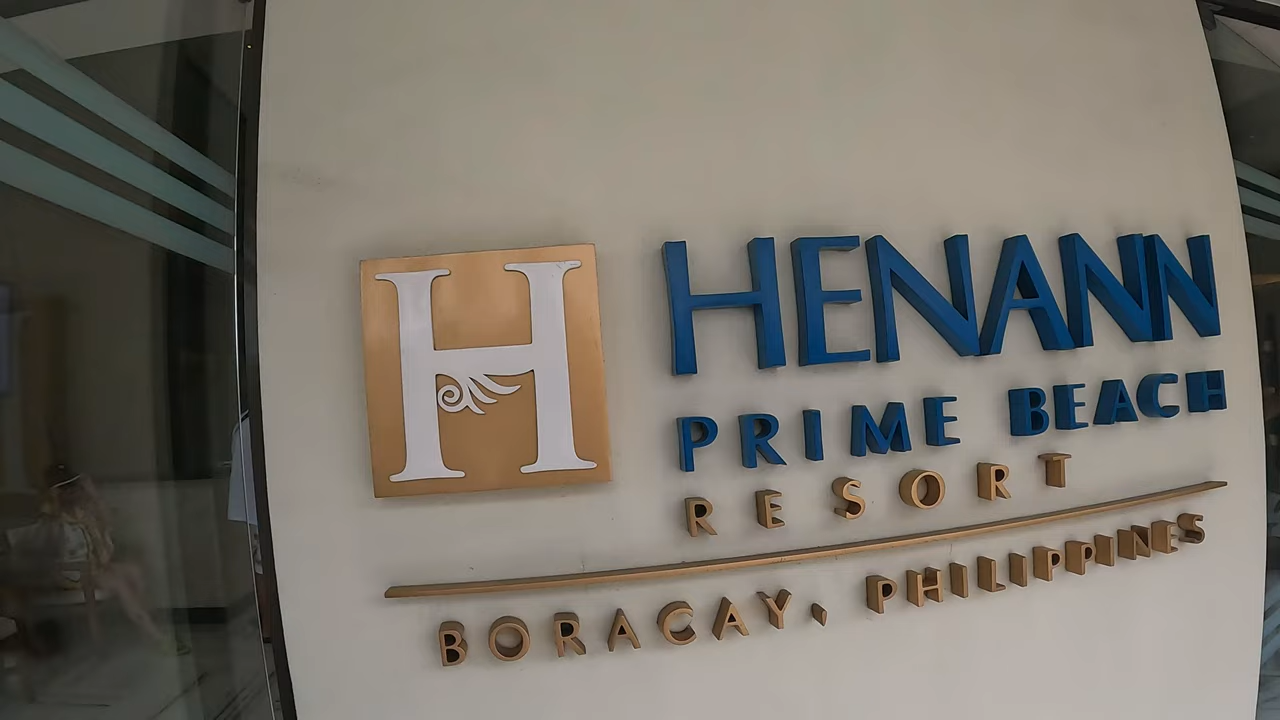 H
HENANN
PRIME BEACH
RESORT
BORACAY, PHILIPPINES